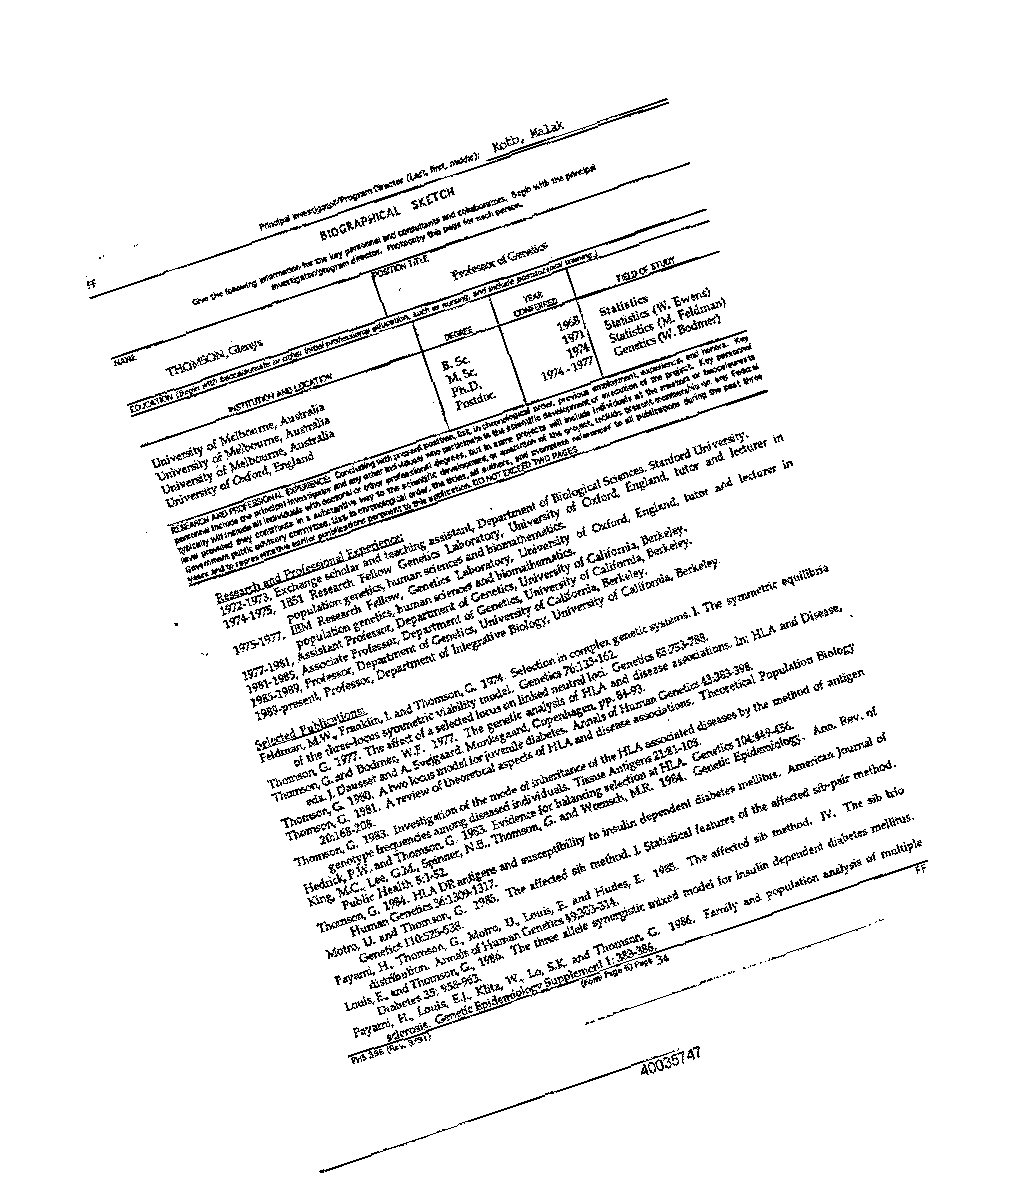 Principal Investigator/Program Director (Last, first, middle): Kotb, Malak
BIOGRAPHICAL SKETCH
Give the following information for the key personnel and consultants and collaborators. Begin with the principal
investigator/program director. Photocopy this page for each person.
FF
NAME
POSITION TITLE
THOMSON, Glenys
Professor of Genetics
EDUCATION (Begin with baccalaureate or other initial professional education, such as nursing, and include postdoctoral training.)
INSTITUTION AND LOCATION
DEGREE
YEAR
CONFERRED
FIELD OF STUDY
University of Melbourne, Australia B. Sc. 1968 Statistics
University of Melbourne, Australia M. Sc. 1971 Statistics (W. Ewens)
University of Melbourne, Australia Ph.D. 1974 Statistics (M. Feldman)
University of Oxford, England Postdoc 1974 - 1977 Genetics (W. Bodmer)
RESEARCH AND PROFESSIONAL EXPERIENCE: Concluding with present position, list, in chronological order, previous employment, experience, and honors. Key
personnel include the principal investigator and any other individuals who participate in the scientific development or execution of the project. Key personnel
typically will include all individuals with doctoral or other professional degrees, but in some projects will include individuals at the masters or baccalaureate
level provided they contribute in a substantive way to the scientific development or execution of the project. Include present membership on any Federal
Government public advisory committee. List, in chronological order, the titles, all authors, and complete references to all publications during the past three
years and to representative earlier publications pertinent to this application. DO NOT EXCEED TWO PAGES.
Research and Professional Experience:
1972-1973, Exchange scholar and teaching assistant, Department of Biological Sciences, Stanford University.
1974-1975, 1851 Research Fellow Genetics Laboratory, University of Oxford, England, tutor and lecturer in
population genetics, human sciences and biomathematics.
1975-1977, IBM Research Fellow, Genetics Laboratory, University of Oxford, England, tutor and lecturer in
population genetics, human sciences and biomathematics.
1977-1981, Assistant Professor, Department of Genetics, University of California, Berkeley.
1981-1985, Associate Professor, Department of Genetics, University of California, Berkeley.
1985-1989, Professor, Department of Genetics, University of California, Berkeley.
1989-present, Professor, Department of Integrative Biology, University of California, Berkeley
Selected Publications:
Feldman, M.W., Franklin, I. and Thomson, G. 1974. Selection in complex genetic systems. I. The symmetric equilibria
of the three-locus symmetric viability model. Genetics 76:135-162.
Thomson, G. 1977. The effect of a selected locus on linked neutral loci. Genetics 85:753-788.
Thomson, G. and Bodmer, W.F. 1977. The genetic analysis of HLA and disease associations. In: HLA and Disease,
eds. J. Dausset and A. Svejgaard. Munksgaard, Copenhagen, pp. 84-93.
Thomson, G. 1980. A two locus model for juvenile diabetes. Annals of Human Genetics 43:383-398.
Thomson, G. 1981. A review of theoretical aspects of HLA and disease associations. Theoretical Population Biology
20:168-208.
Thomson, G. 1983. Investigation of the mode of inheritance of the HLA associated diseases by the method of antigen
genotype frequencies among diseased individuals. Tissue Antigens 21:81-108.
Hedrick, P.W. and Thomson, G. 1983. Evidence for balancing selection at HLA. Genetics 104:449-456.
King, M.C., Lee, G.M., Spinner, N.B., Thomson, G. and Wrensch, M.R. 1984. Genetic Epidemiology. Ann. Rev. of
Public Health 5:1-52.
Thomson, G. 1984. HLA DR antigens and susceptibility to insulin dependent diabetes mellitus. American Journal of
Human Genetics 36:1309-1317.
Motro, U. and Thomson, G. 1985. The affected sib method. I. Statistical features of the affected sib-pair method.
Genetics 110:525-538.
Payami, H., Thomson, G., Motro, U., Louis, E. and Hudes, E. 1985. The affected sib method. IV. The sib trio
distribution. Annals of Human Genetics 49:303-314.
Louis, E. and Thomson, G., 1986. The three allele synergistic mixed model for insulin dependent diabetes mellitus.
Diabetes 35: 958-963.
Payami, H., Louis, E.J., Klitz, W., Lo, S.K. and Thomson, G. 1986. Family and population analysis of multiple
sclerosis. Genetic Epidemiology Supplement 1: 383-386.
PHS 398 (Rev. 9/91)
(Form Page 6) Page 34
FF
40035747